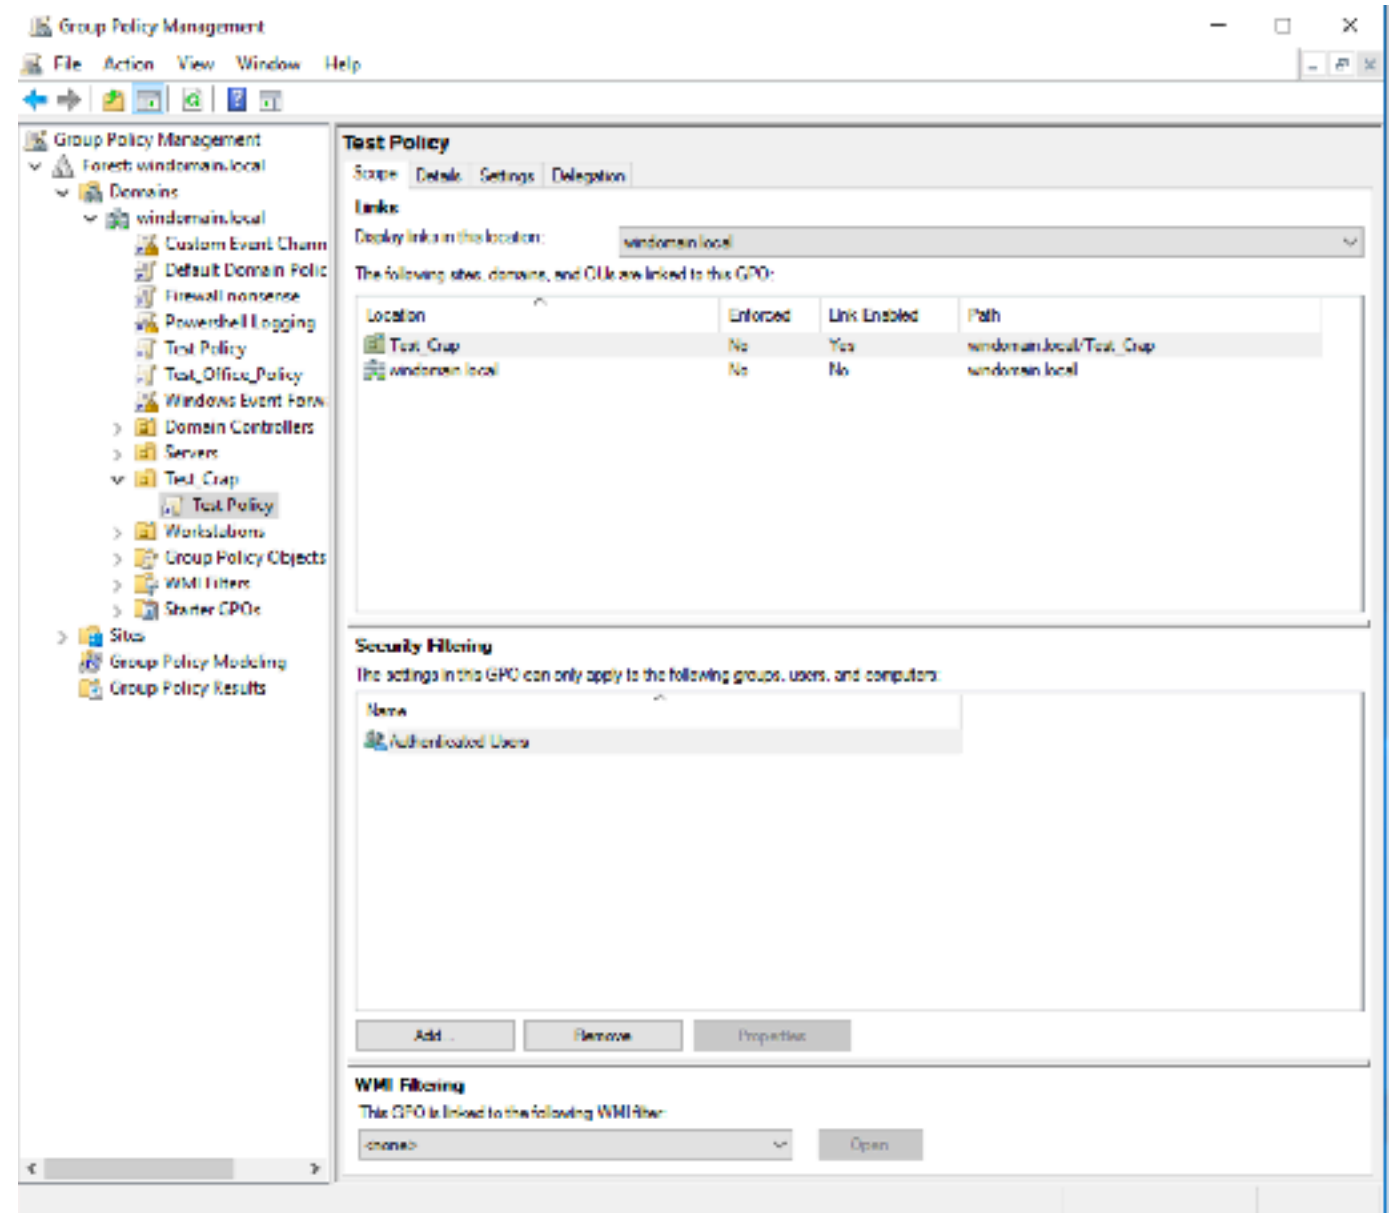 Group Policy Management
File Action View Window Help
Group Policy Management
Forest: windomain.local
Domains
windomain.local
Custom Event Chann
Default Domain Polic
Firewall nonsense
Powershell Logging
Test Policy
Test_Office_Policy
Windows Event Forw
Domain Controllers
Servers
Test_Crap
Test Policy
Workstations
Group Policy Objects
WMI Filters
Starter GPOs
Sites
Group Policy Modeling
Group Policy Results
Test Policy
Scope Details Settings Delegation
Links
Display links in this location: windomain.local
The following sites, domains, and OUs are linked to this GPO:
Location Enforced Link Enabled Path
Test_Crap No Yes windomain.local/Test_Crap
windomain.local No No windomain.local
Security Filtering
The settings in this GPO can only apply to the following groups, users, and computers:
Name
Authenticated Users
Add... Remove Properties
WMI Filtering
This GPO is linked to the following WMI filter:
<none> Open